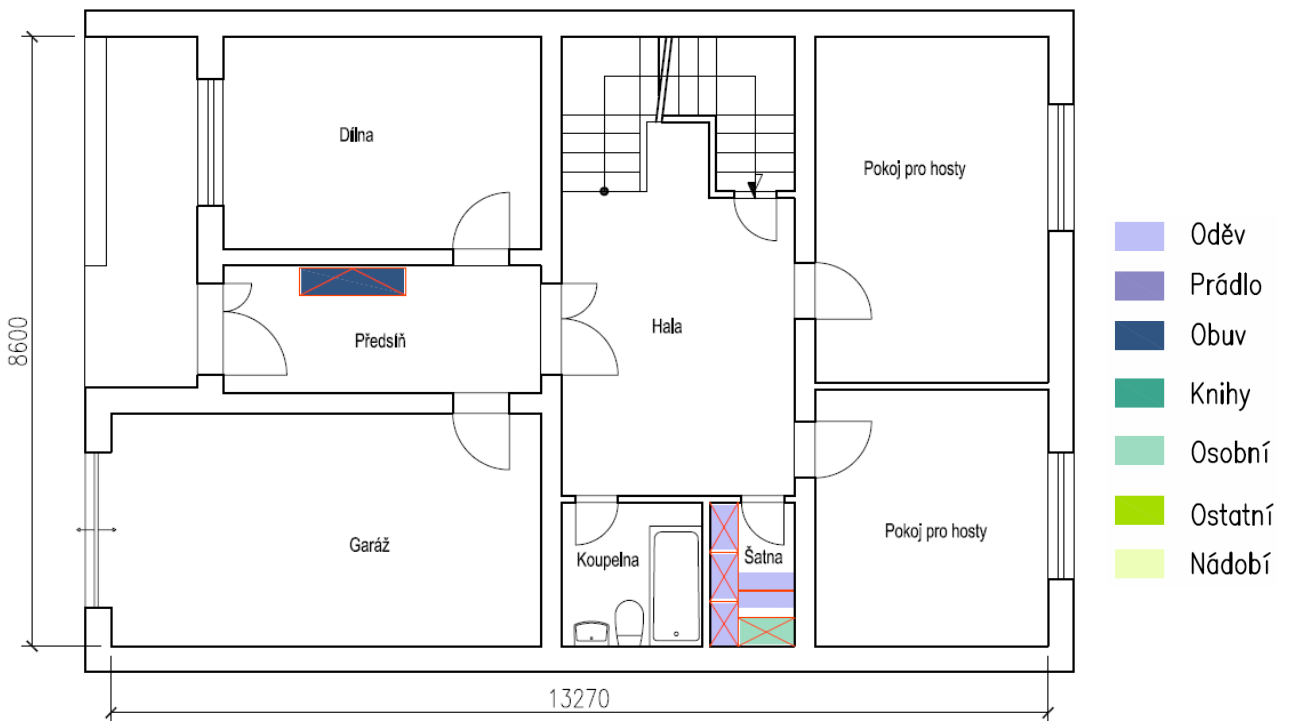 Dílna
Pokoj pro hosty
Předsíň
Hala
8600
Garáž
Koupelna
Šatna
Pokoj pro hosty
13270
Oděv
Prádlo
Obuv
Knihy
Osobní
Ostatní
Nádobí